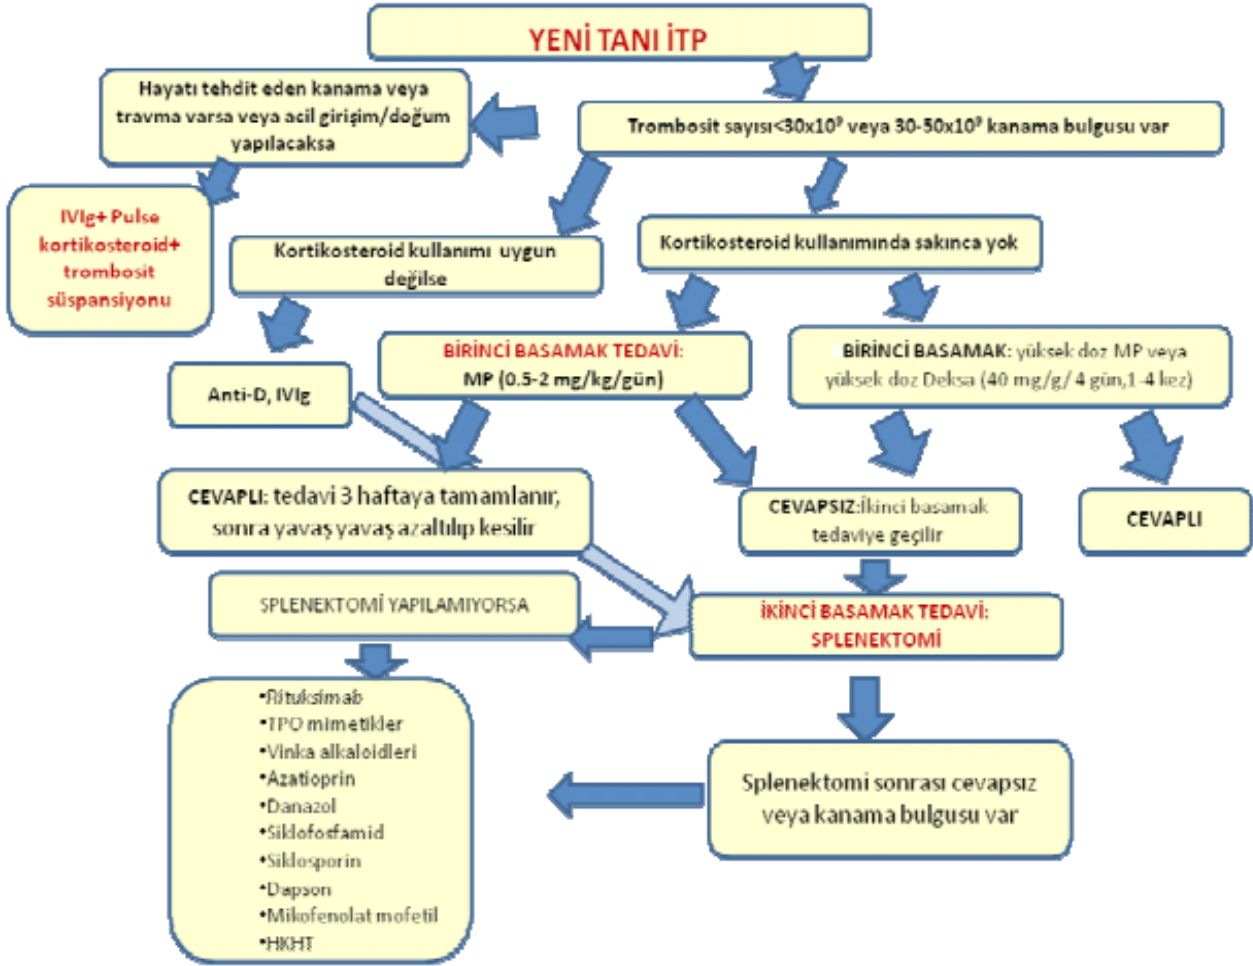 YENİ TANI İTP
Hayatı tehdit eden kanama veya
travma varsa veya acil girişim/doğum
yapılacaksa
Trombosit sayısı<30x10⁹ veya 30-50x10⁹ kanama bulgusu var
IVIg+ Pulse
kortikosteroid+
trombosit
süspansiyonu
Kortikosteroid kullanımı uygun
değilse
Kortikosteroid kullanımında sakınca yok
Anti-D, IVIg
BİRİNCİ BASAMAK TEDAVİ:
MP (0.5-2 mg/kg/gün)
BİRİNCİ BASAMAK: yüksek doz MP veya
yüksek doz Deksa (40 mg/g/ 4 gün,1-4 kez)
CEVAPLI: tedavi 3 haftaya tamamlanır,
sonra yavaş yavaş azaltılıp kesilir
CEVAPSIZ:İkinci basamak
tedaviye geçilir
CEVAPLI
SPLENEKTOMİ YAPILAMIYORSA
İKİNCİ BASAMAK TEDAVİ:
SPLENEKTOMİ
•Rituksimab
•TPO mimetikler
•Vinka alkaloidleri
•Azatioprin
•Danazol
•Siklofosfamid
•Siklosporin
•Dapson
•Mikofenolat mofetil
•HKHT
Splenektomi sonrası cevapsız
veya kanama bulgusu var